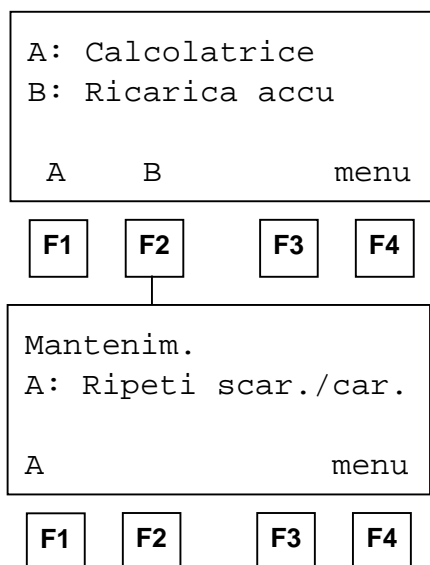 A: Calcolatrice
B: Ricarica accu
A B menu
F1 F2 F3 F4
Mantenim.
A: Ripeti scar./car.
A menu
F1 F2 F3 F4